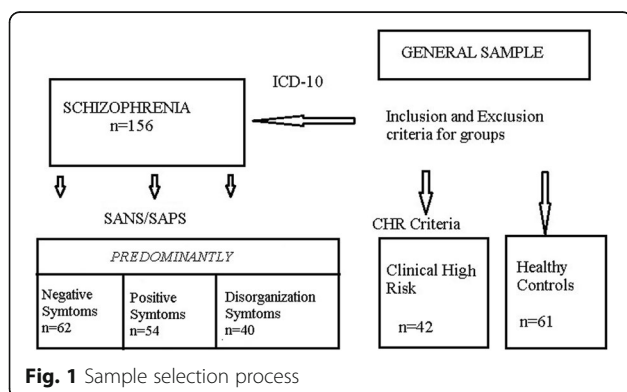 GENERAL SAMPLE
ICD-10
SCHIZOPHRENIA
n=156
Inclusion and Exclusion
criteria for groups
SANS/SAPS
CHR Criteria
PREDOMINANTLY
Negative
Symtoms
n=62
Positive
Symtoms
n=54
Disorganization
Symtoms
n=40
Clinical High
Risk
n=42
Healthy
Controls
n=61
Fig. 1 Sample selection process